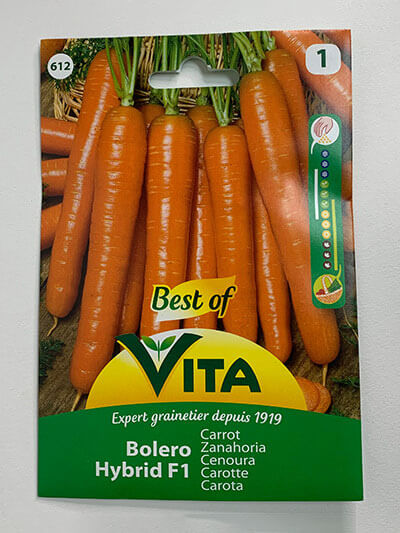 612
1
Best of
VITA
Expert grainetier depuis 1919
Bolero
Hybrid F1
Carrot
Zanahoria
Cenoura
Carotte
Carota